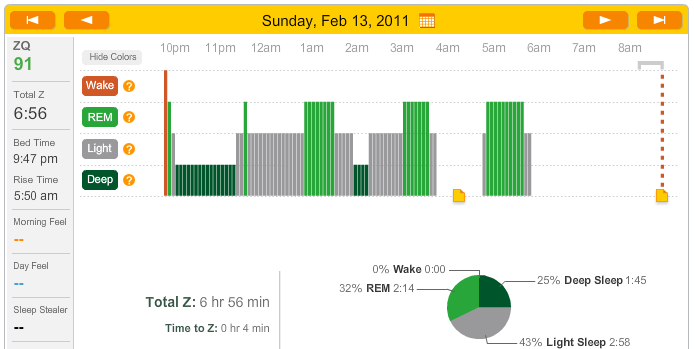 Sunday, Feb 13, 2011
ZQ
91
Total Z
6:56
Bed Time
9:47 pm
Rise Time
5:50 am
Morning Feel
--
Day Feel
--
Sleep Stealer
--
10pm 11pm 12am 1am 2am 3am 4am 5am 6am 7am 8am
Hide Colors
Wake ?
REM ?
Light ?
Deep ?
Total Z: 6 hr 56 min
Time to Z: 0 hr 4 min
0% Wake 0:00
32% REM 2:14
25% Deep Sleep 1:45
43% Light Sleep 2:58